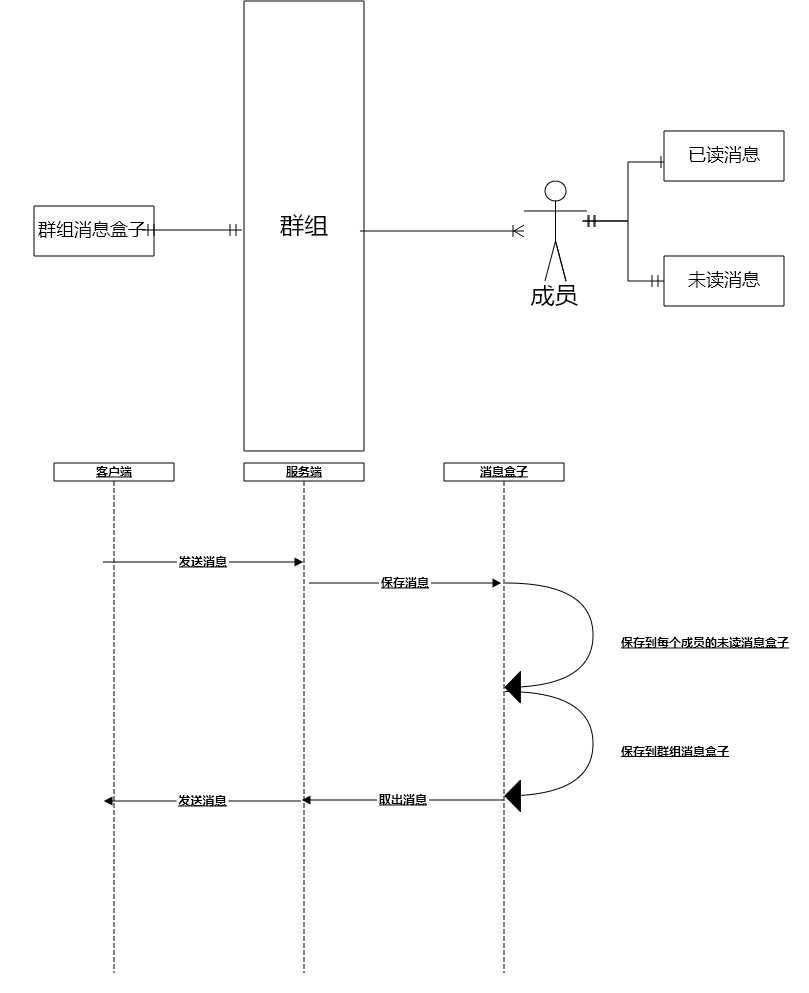 已读消息
群组消息盒子
群组
未读消息
成员
客户端
服务端
消息盒子
发送消息
保存消息
保存到每个成员的未读消息盒子
保存到群组消息盒子
发送消息
取出消息